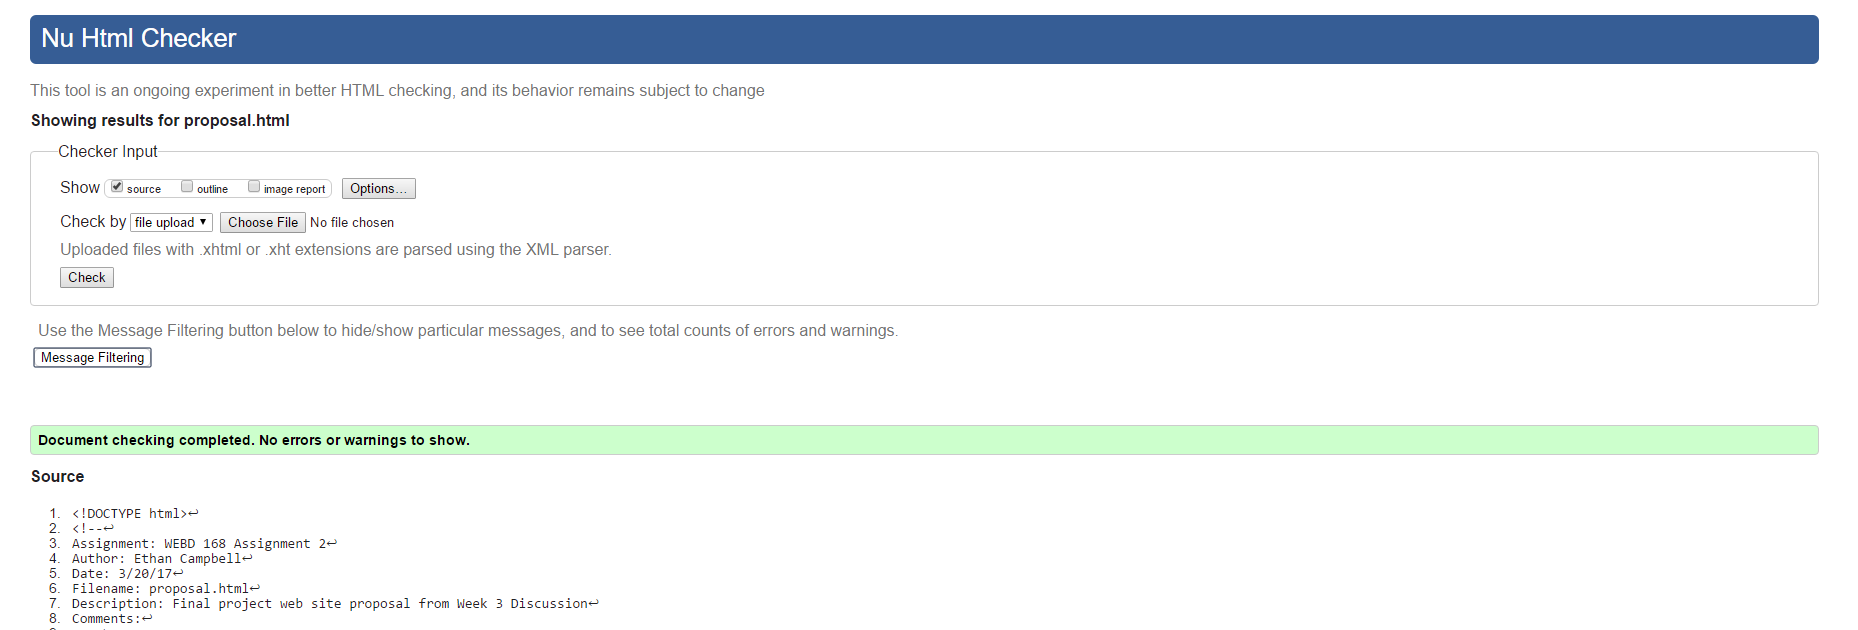 Nu Html Checker
This tool is an ongoing experiment in better HTML checking, and its behavior remains subject to change
Showing results for proposal.html
Checker Input
Show source outline image report Options...
Check by file upload ▼ Choose File No file chosen
Uploaded files with .xhtml or .xht extensions are parsed using the XML parser.
Check
Use the Message Filtering button below to hide/show particular messages, and to see total counts of errors and warnings.
Message Filtering
Document checking completed. No errors or warnings to show.
Source
1. <!DOCTYPE html>↩
2. <!--↩
3. Assignment: WEBD 168 Assignment 2↩
4. Author: Ethan Campbell↩
5. Date: 3/20/17↩
6. Filename: proposal.html↩
7. Description: Final project web site proposal from Week 3 Discussion↩
8. Comments:↩